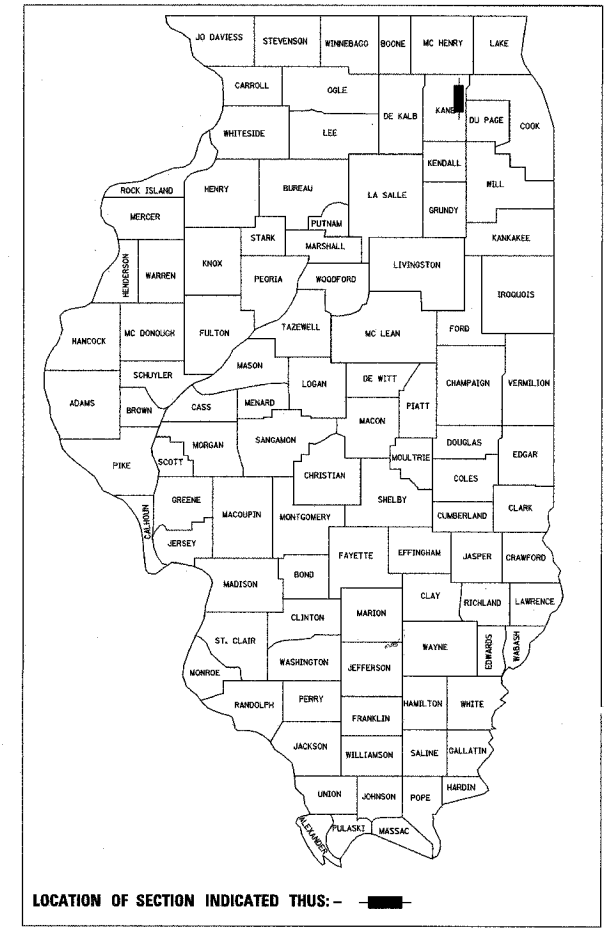 JO DAVIESS STEVENSON WINNEBAGO BOONE MC HENRY LAKE
CARROLL OGLE DE KALB KANE DU PAGE COOK
WHITESIDE LEE
KENDALL
ROCK ISLAND HENRY BUREAU LA SALLE WILL
MERCER PUTNAM GRUNDY
STARK MARSHALL KANKAKEE
HENDERSON WARREN KNOX PEORIA WOODFORD LIVINGSTON IROQUOIS
HANCOCK MC DONOUGH FULTON TAZEWELL MC LEAN FORD
SCHUYLER MASON LOGAN DE WITT CHAMPAIGN VERMILION
ADAMS BROWN CASS MENARD MACON PIATT
PIKE SCOTT MORGAN SANGAMON MOULTRIE DOUGLAS EDGAR
CHRISTIAN COLES
CALHOUN GREENE MACOUPIN MONTGOMERY SHELBY CUMBERLAND CLARK
JERSEY FAYETTE EFFINGHAM JASPER CRAWFORD
MADISON BOND CLAY RICHLAND LAWRENCE
CLINTON MARION
ST. CLAIR WAYNE EDWARDS WABASH
WASHINGTON JEFFERSON
MONROE
RANDOLPH PERRY FRANKLIN HAMILTON WHITE
JACKSON WILLIAMSON SALINE GALLATIN
UNION JOHNSON POPE HARDIN
ALEXANDER PULASKI MASSAC
LOCATION OF SECTION INDICATED THUS: -